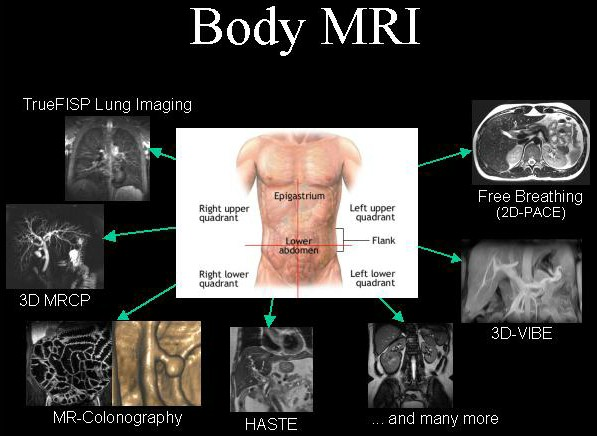 Body MRI
TrueFISP Lung Imaging
Free Breathing
(2D-PACE)
Epigastrium
Right upper
quadrant
Left upper
quadrant
Flank
Lower
abdomen
Right lower
quadrant
Left lower
quadrant
3D MRCP
3D-VIBE
MR-Colonography
HASTE
... and many more